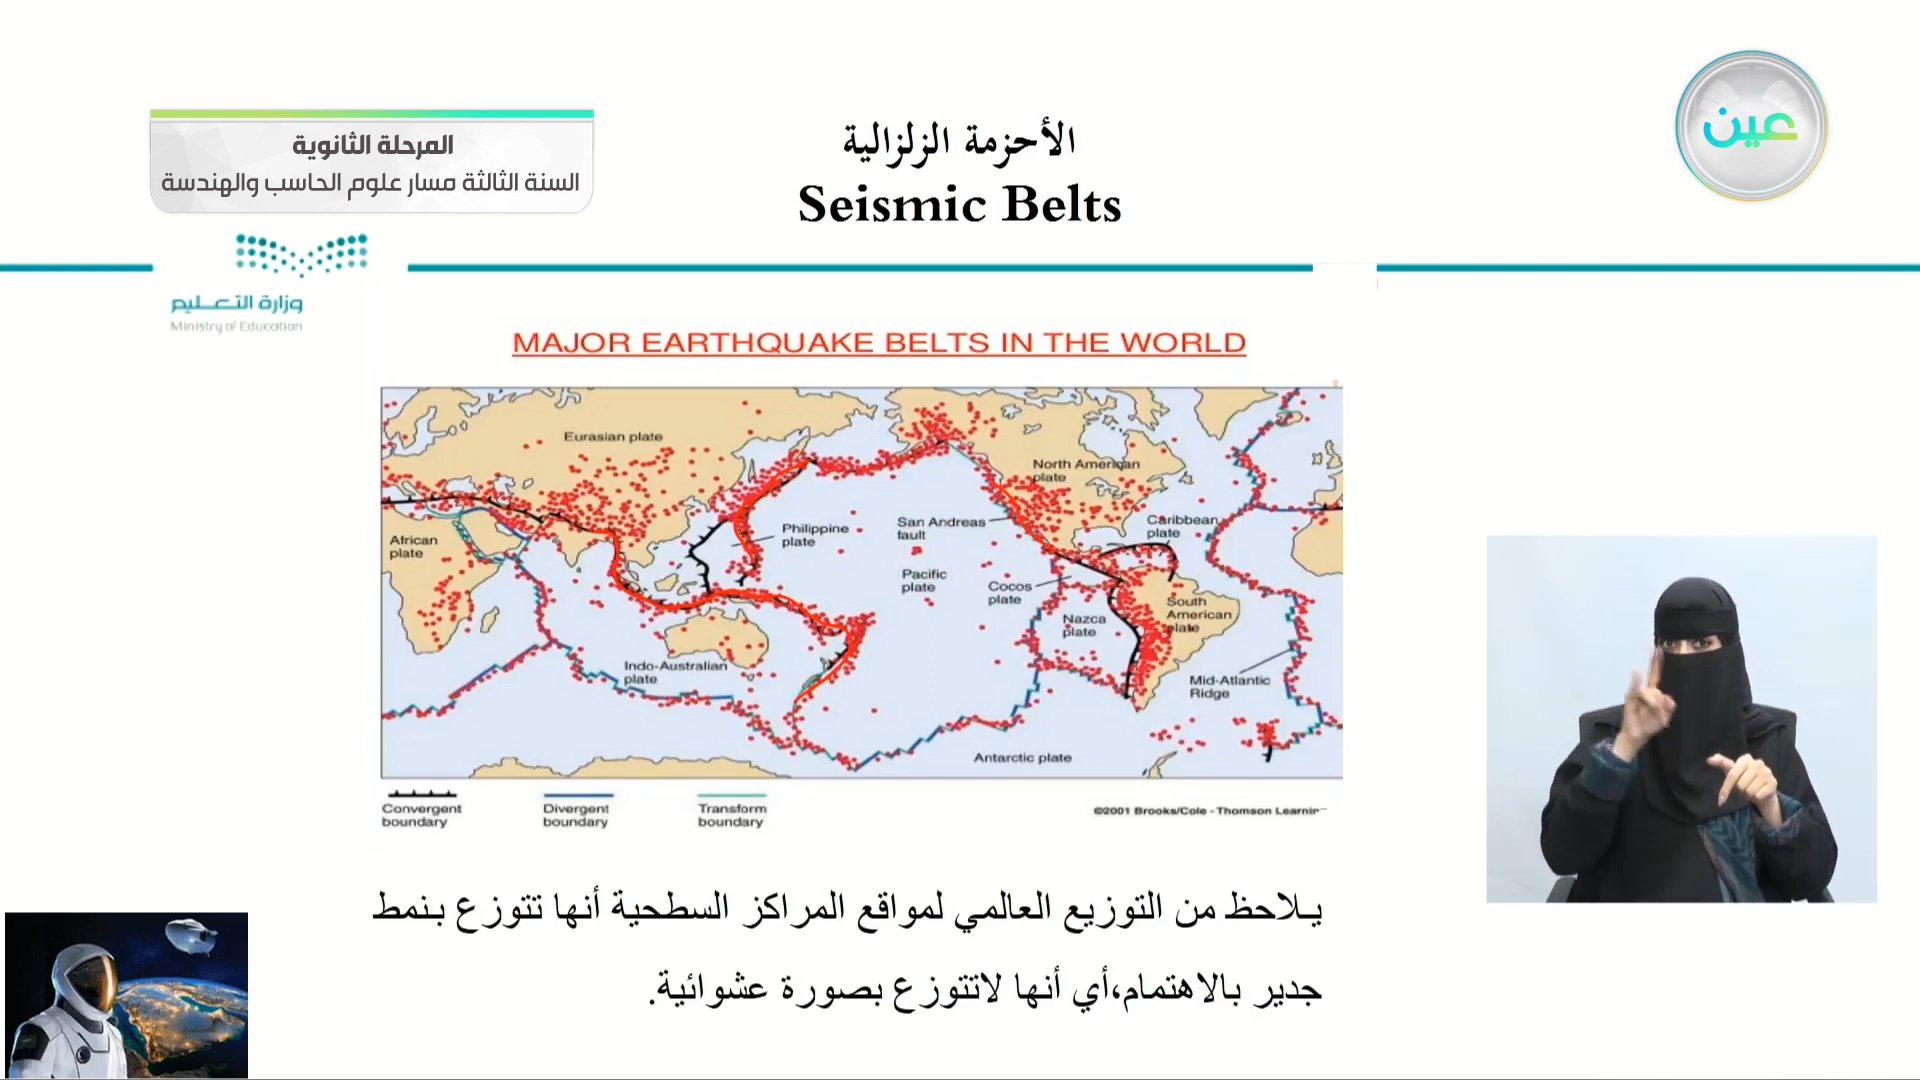 عين
المرحلة الثانوية
السنة الثالثة مسار علوم الحاسب والهندسة
الأحزمة الزلزالية
Seismic Belts
وزارة التعليم
Ministry of Education
MAJOR EARTHQUAKE BELTS IN THE WORLD
Eurasian plate
North American
plate
African
plate
Philippine
plate
San Andreas
fault
Caribbean
plate
Pacific
plate
Cocos
plate
Nazca
plate
South
American
plate
Indo-Australian
plate
Mid-Atlantic
Ridge
Antarctic plate
Convergent
boundary
Divergent
boundary
Transform
boundary
©2001 Brooks/Cole - Thomson Learnin
يلاحظ من التوزيع العالمي لمواقع المراكز السطحية أنها تتوزع بنمط
جدير بالاهتمام،أي أنها لاتتوزع بصورة عشوائية.